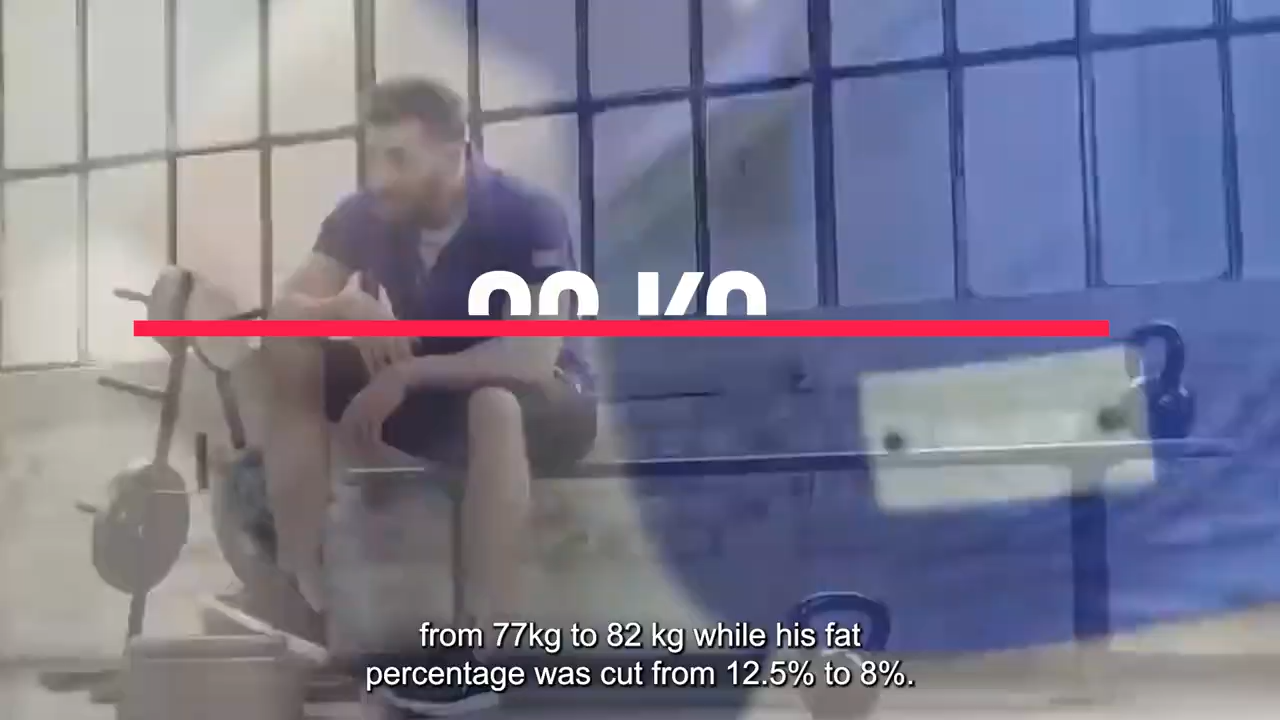 from 77kg to 82 kg while his fat
percentage was cut from 12.5% to 8%.